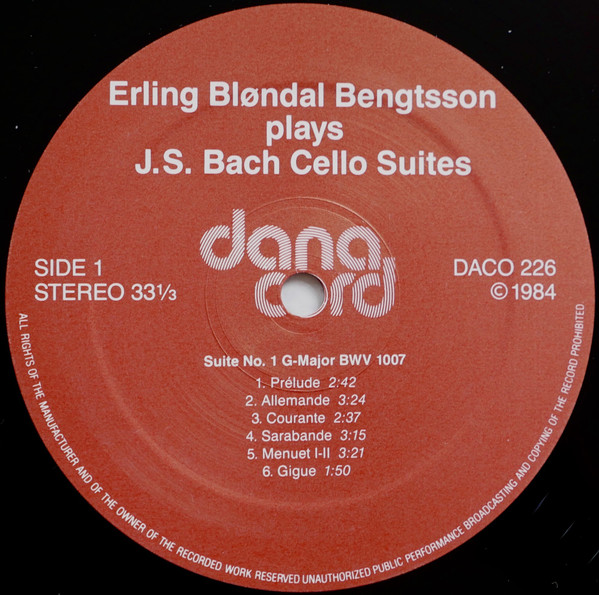 Erling Bløndal Bengtsson
plays
J.S. Bach Cello Suites
dana
cord
SIDE 1
STEREO 33⅓
DACO 226
© 1984
Suite No. 1 G-Major BWV 1007
1. Prélude 2:42
2. Allemande 3:24
3. Courante 2:37
4. Sarabande 3:15
5. Menuet I-II 3:21
6. Gigue 1:50
ALL RIGHTS OF THE MANUFACTURER AND OF THE OWNER OF THE RECORDED WORK RESERVED UNAUTHORIZED PUBLIC PERFORMANCE BROADCASTING AND COPYING OF THE RECORD PROHIBITED